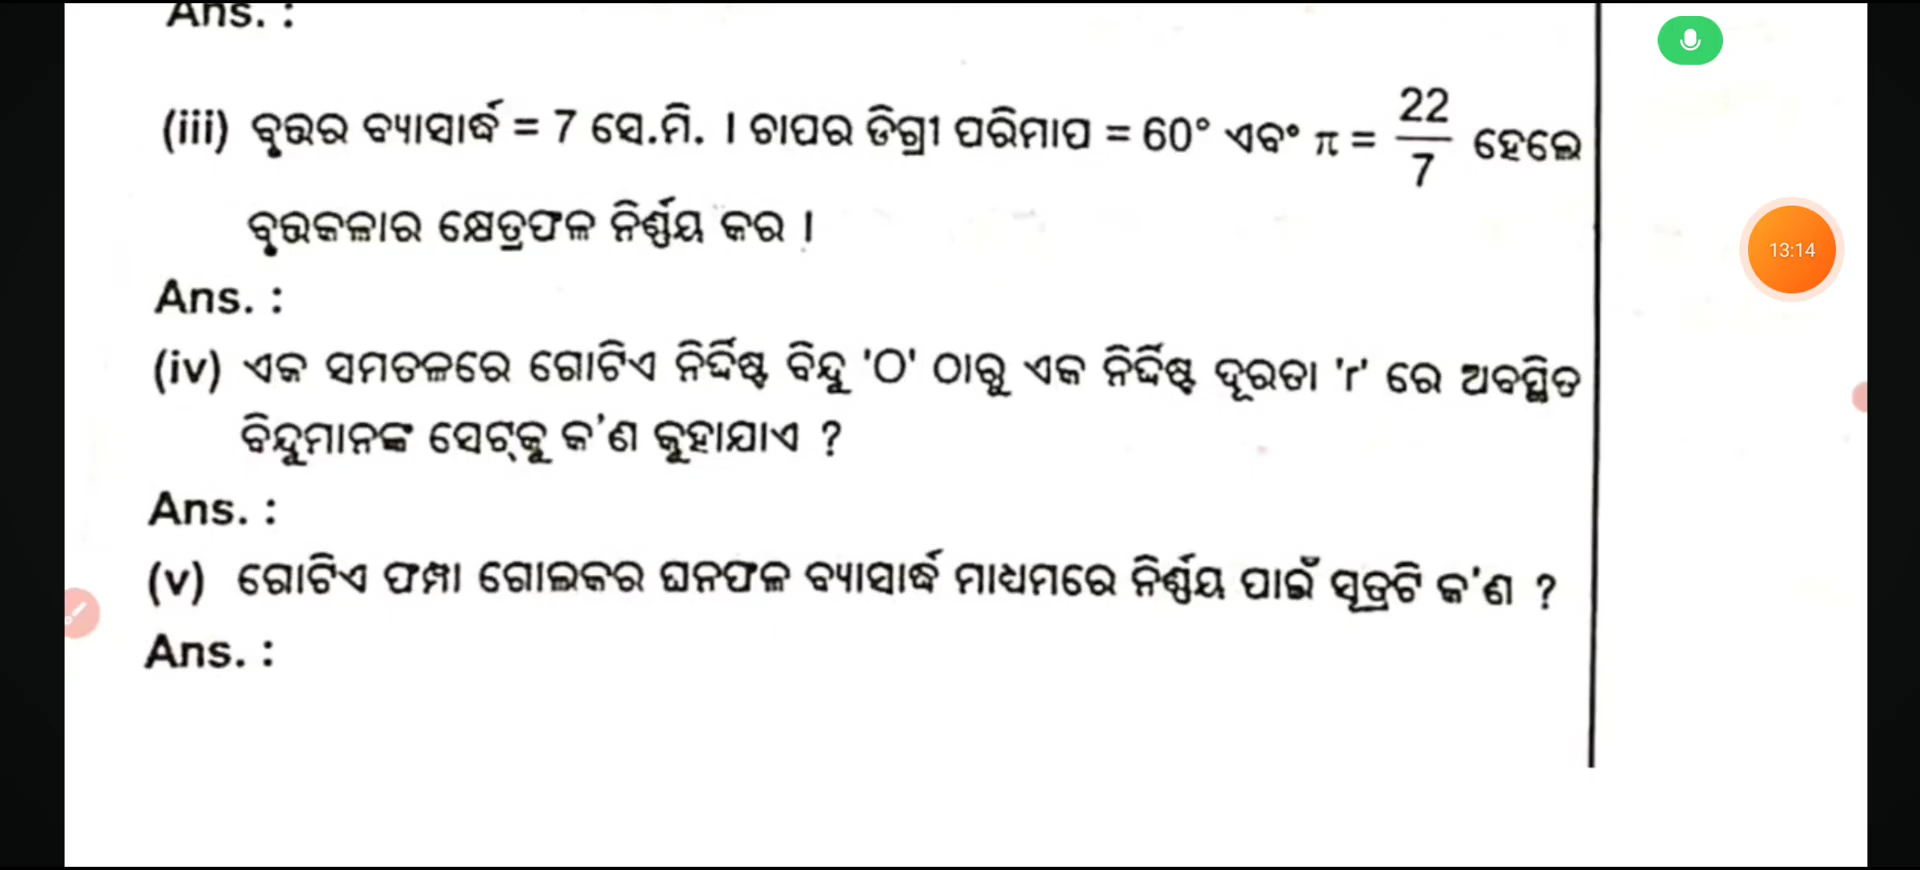 Ans. :
(iii) ବୃତ୍ତର ବ୍ୟାସାର୍ଦ୍ଧ = 7 ସେ.ମି. । ଚାପର ଡିଗ୍ରୀ ପରିମାପ = 60° ଏବଂ π = 22/7 ହେଲେ
ବୃତ୍ତକଳାର କ୍ଷେତ୍ରଫଳ ନିର୍ଣ୍ଣୟ କର ।
13:14
Ans. :
(iv) ଏକ ସମତଳରେ ଗୋଟିଏ ନିର୍ଦ୍ଦିଷ୍ଟ ବିନ୍ଦୁ 'O' ଠାରୁ ଏକ ନିର୍ଦ୍ଦିଷ୍ଟ ଦୂରତା 'r' ରେ ଅବସ୍ଥିତ
ବିନ୍ଦୁମାନଙ୍କ ସେଟ୍‌କୁ କ'ଣ କୁହାଯାଏ ?
Ans. :
(v) ଗୋଟିଏ ଫମ୍ପା ଗୋଲକର ଘନଫଳ ବ୍ୟାସାର୍ଦ୍ଧ ମାଧ୍ୟମରେ ନିର୍ଣ୍ଣୟ ପାଇଁ ସୂତ୍ରଟି କ'ଣ ?
Ans. :